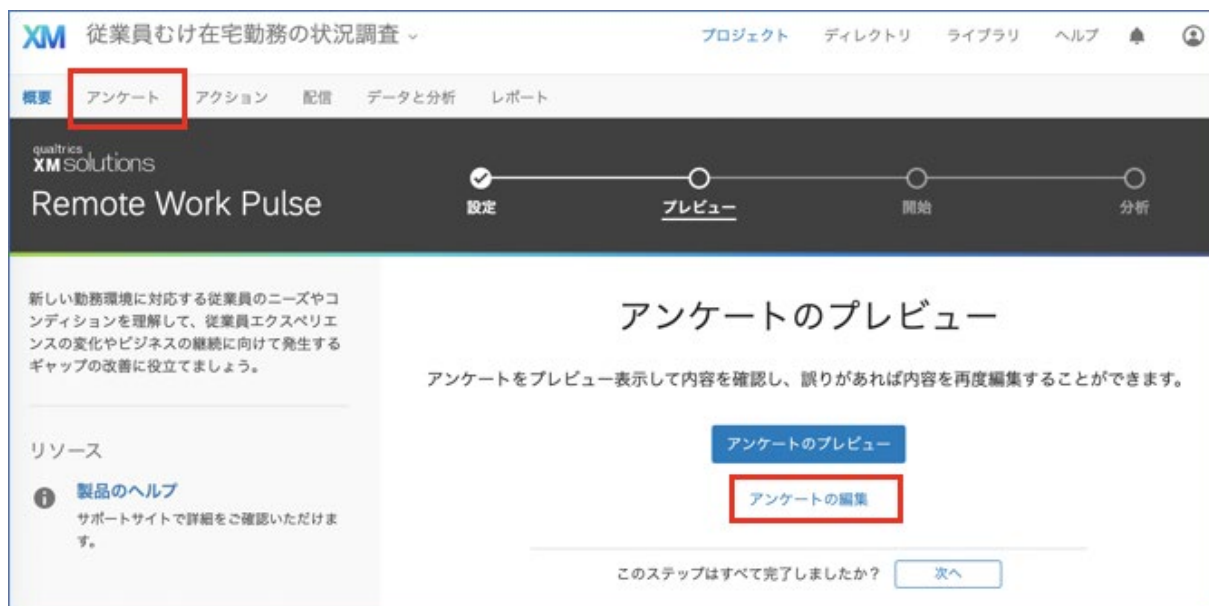 XM 従業員むけ在宅勤務の状況調査
プロジェクト ディレクトリ ライブラリ ヘルプ
概要 アンケート アクション 配信 データと分析 レポート
qualtrics
XM solutions
Remote Work Pulse
設定 プレビュー 開始 分析
新しい勤務環境に対応する従業員のニーズやコ
ンディションを理解して、従業員エクスペリエ
ンスの変化やビジネスの継続に向けて発生する
ギャップの改善に役立てましょう。
リソース
製品のヘルプ
サポートサイトで詳細をご確認いただけま
す。
アンケートのプレビュー
アンケートをプレビュー表示して内容を確認し、誤りがあれば内容を再度編集することができます。
アンケートのプレビュー
アンケートの編集
このステップはすべて完了しましたか？ 次へ